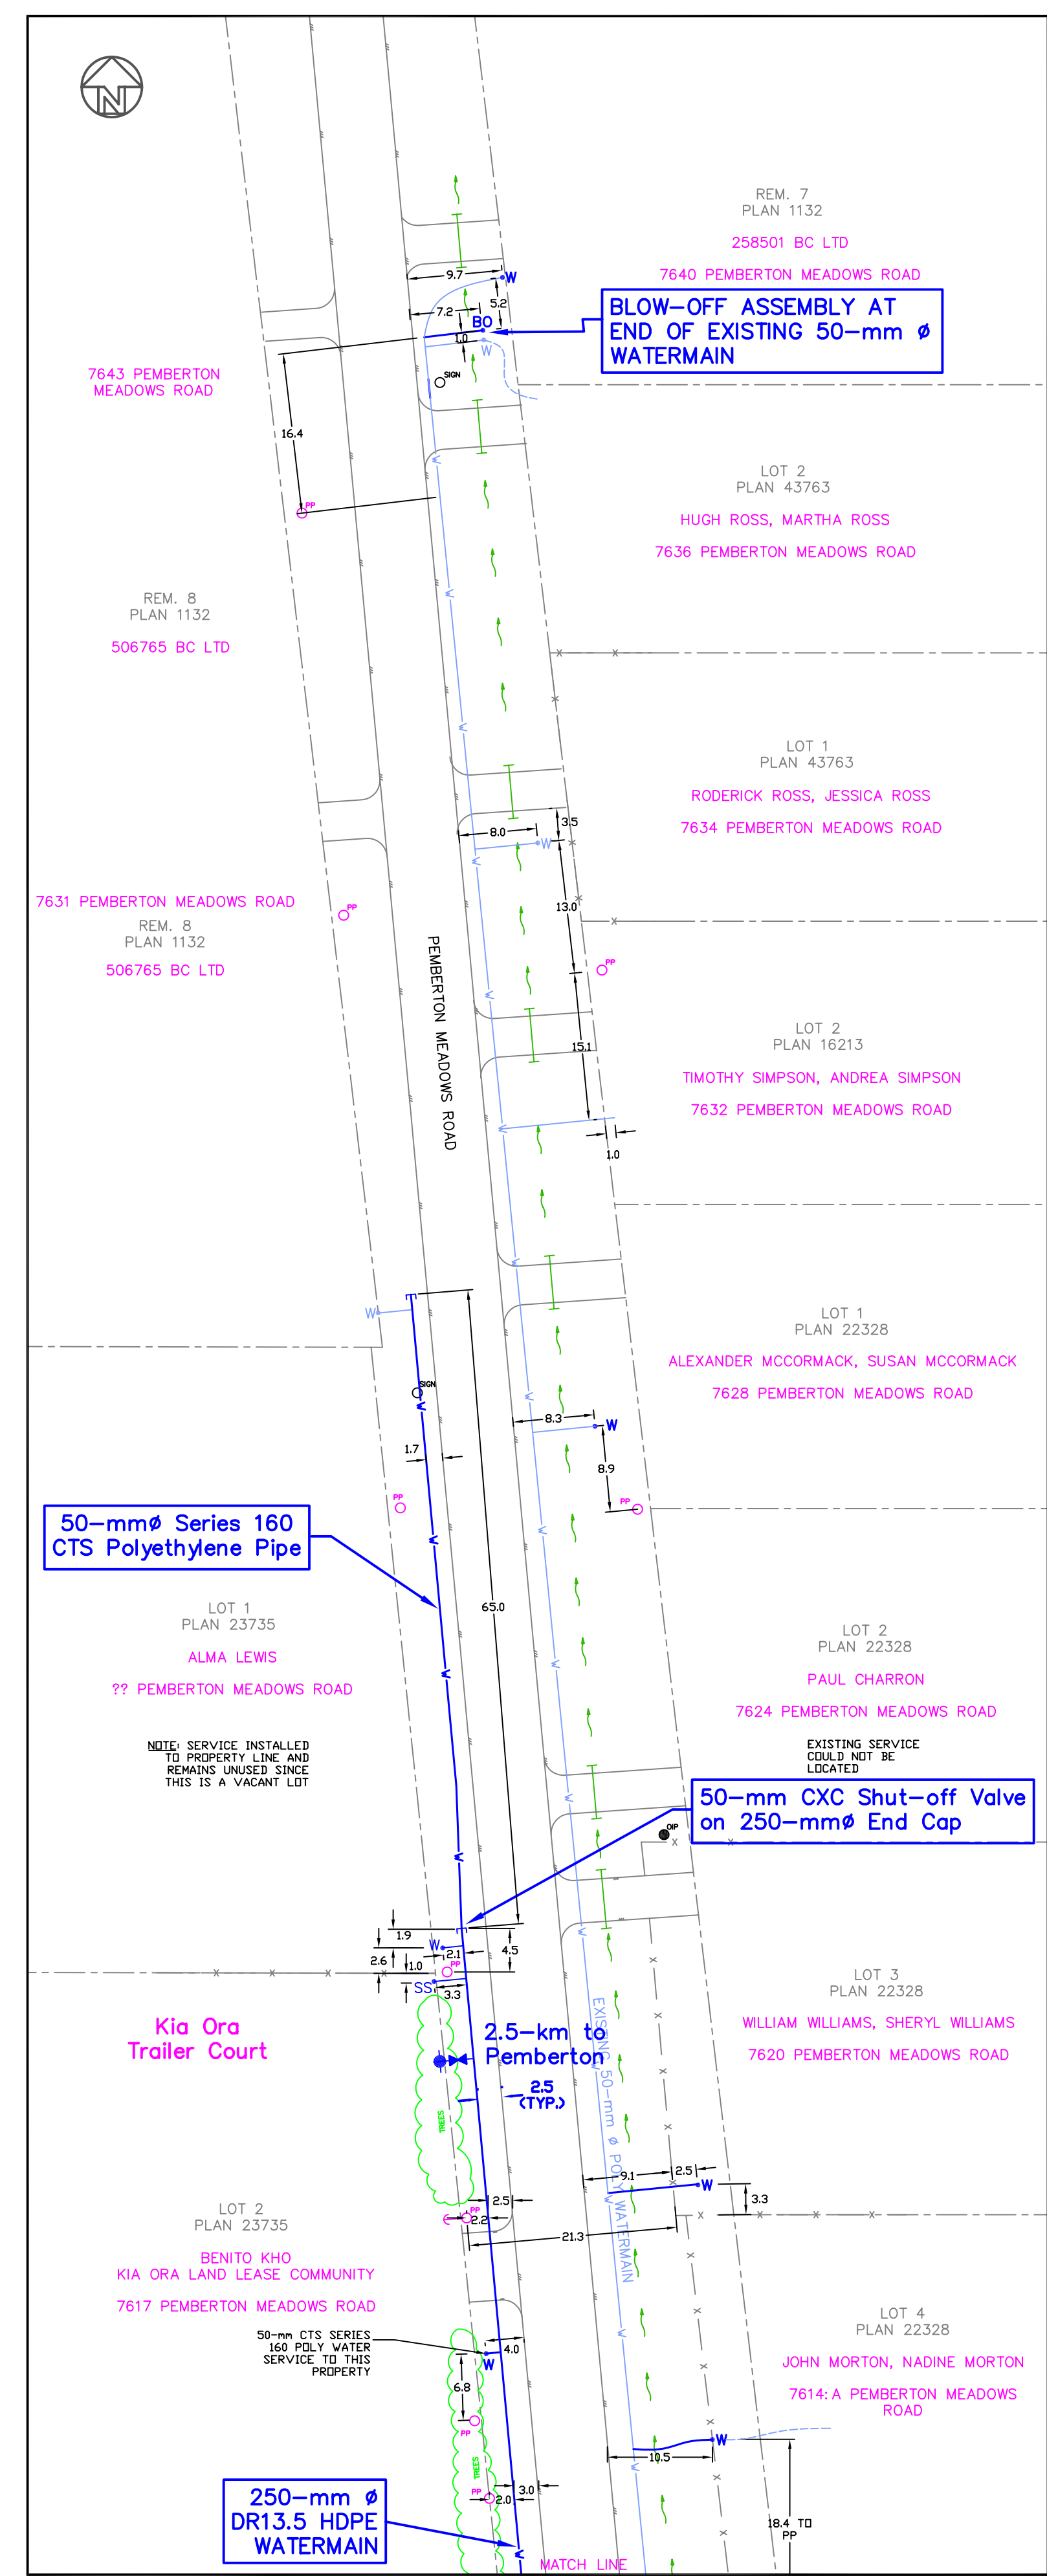 N
REM. 7
PLAN 1132
258501 BC LTD
7640 PEMBERTON MEADOWS ROAD
9.7
W
5.2
7.2
BO
1.0
W
BLOW-OFF ASSEMBLY AT
END OF EXISTING 50-mm ø
WATERMAIN
SIGN
7643 PEMBERTON
MEADOWS ROAD
16.4
W
PP
LOT 2
PLAN 43763
HUGH ROSS, MARTHA ROSS
7636 PEMBERTON MEADOWS ROAD
W
REM. 8
PLAN 1132
506765 BC LTD
W
LOT 1
PLAN 43763
RODERICK ROSS, JESSICA ROSS
7634 PEMBERTON MEADOWS ROAD
8.0
3.5
W
W
13.0
7631 PEMBERTON MEADOWS ROAD
PP
REM. 8
PLAN 1132
506765 BC LTD
PEMBERTON MEADOWS ROAD
PP
W
15.1
LOT 2
PLAN 16213
TIMOTHY SIMPSON, ANDREA SIMPSON
7632 PEMBERTON MEADOWS ROAD
W
1.0
W
W
LOT 1
PLAN 22328
ALEXANDER MCCORMACK, SUSAN MCCORMACK
7628 PEMBERTON MEADOWS ROAD
SIGN
W
W
8.3
W
1.7
8.9
PP
PP
50-mmø Series 160
CTS Polyethylene Pipe
W
W
65.0
LOT 1
PLAN 23735
ALMA LEWIS
?? PEMBERTON MEADOWS ROAD
LOT 2
PLAN 22328
PAUL CHARRON
7624 PEMBERTON MEADOWS ROAD
W
W
NOTE: SERVICE INSTALLED
TO PROPERTY LINE AND
REMAINS UNUSED SINCE
THIS IS A VACANT LOT
EXISTING SERVICE
COULD NOT BE
LOCATED
50-mm CXC Shut-off Valve
on 250-mmø End Cap
W
OIP
W
W
1.9
W
2.1
4.5
2.6
1.0
PP
SS
3.3
LOT 3
PLAN 22328
WILLIAM WILLIAMS, SHERYL WILLIAMS
7620 PEMBERTON MEADOWS ROAD
Kia Ora
Trailer Court
2.5-km to
Pemberton
EXISTING 50-mm ø POLY WATERMAIN
2.5
(TYP.)
TREES
9.1
2.5
W
W
3.3
2.5
PP
2.2
21.3
LOT 2
PLAN 23735
BENITO KHO
KIA ORA LAND LEASE COMMUNITY
7617 PEMBERTON MEADOWS ROAD
50-mm CTS SERIES
160 POLY WATER
SERVICE TO THIS
PROPERTY
4.0
W
W
6.8
PP
LOT 4
PLAN 22328
JOHN MORTON, NADINE MORTON
7614:A PEMBERTON MEADOWS
ROAD
W
10.5
TREES
W
PP
3.0
2.0
18.4 TO
PP
250-mm ø
DR13.5 HDPE
WATERMAIN
W
MATCH LINE